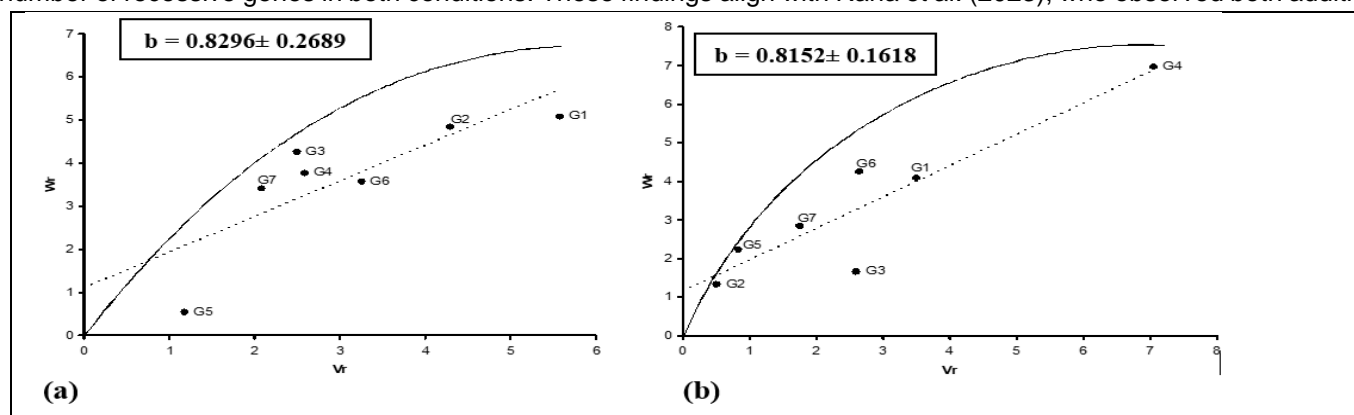 number of recessive genes in both conditions. These findings align with Rana et al. (2023), who observed both additi
b = 0.8296± 0.2689
7
6
5
4
3
2
1
0
Wr
G1
G2
G3
G4
G7
G6
G5
0 1 2 3 4 5 6
Vr
(a)
b = 0.8152± 0.1618
8
7
6
5
4
3
2
1
0
Wr
G4
G6
G1
G7
G5
G3
G2
0 1 2 3 4 5 6 7 8
Vr
(b)